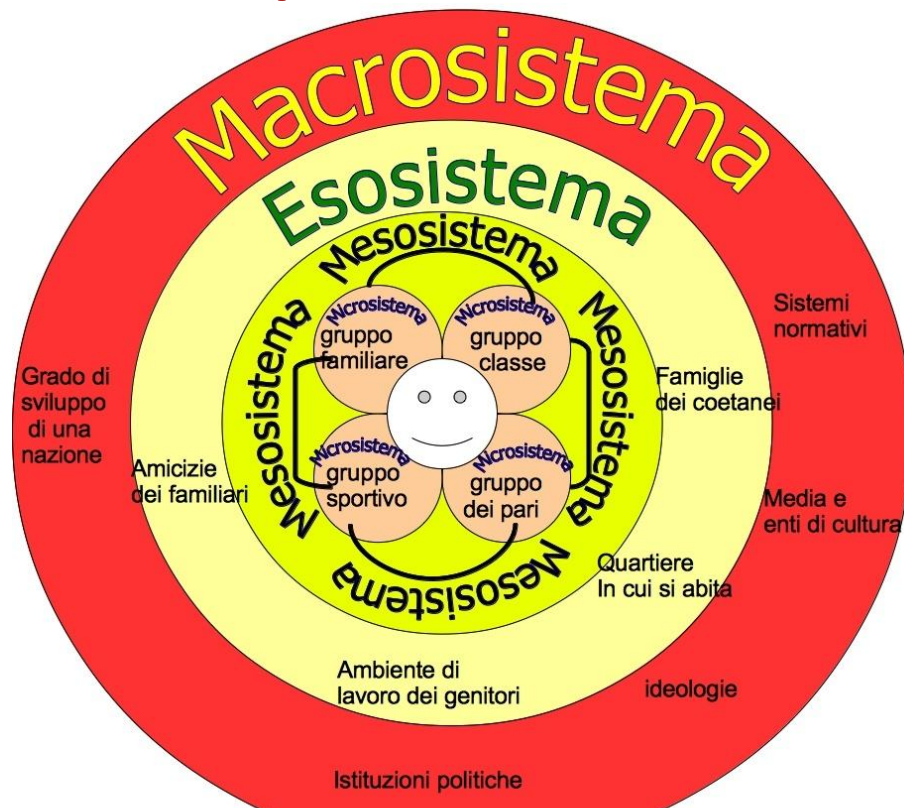 Macrosistema
Esosistema
Mesosistema
Mesosistema
Mesosistema
Mesosistema
Microsistema
gruppo
familiare
Microsistema
gruppo
classe
Microsistema
gruppo
sportivo
Microsistema
gruppo
dei pari
Sistemi
normativi
Famiglie
dei coetanei
Grado di
sviluppo
di una
nazione
Amicizie
dei familiari
Media e
enti di cultura
Quartiere
In cui si abita
Ambiente di
lavoro dei genitori
ideologie
Istituzioni politiche